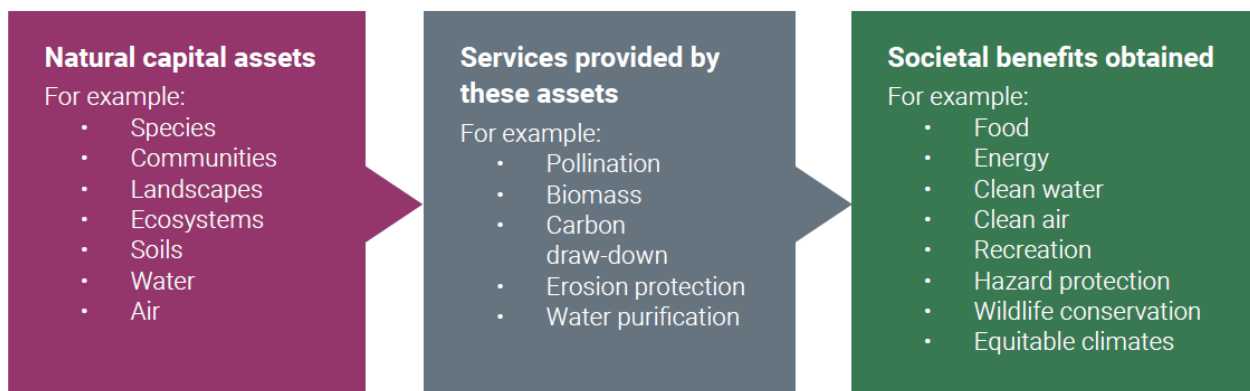 Natural capital assets
For example:
• Species
• Communities
• Landscapes
• Ecosystems
• Soils
• Water
• Air
Services provided by
these assets
For example:
• Pollination
• Biomass
• Carbon
draw-down
• Erosion protection
• Water purification
Societal benefits obtained
For example:
• Food
• Energy
• Clean water
• Clean air
• Recreation
• Hazard protection
• Wildlife conservation
• Equitable climates